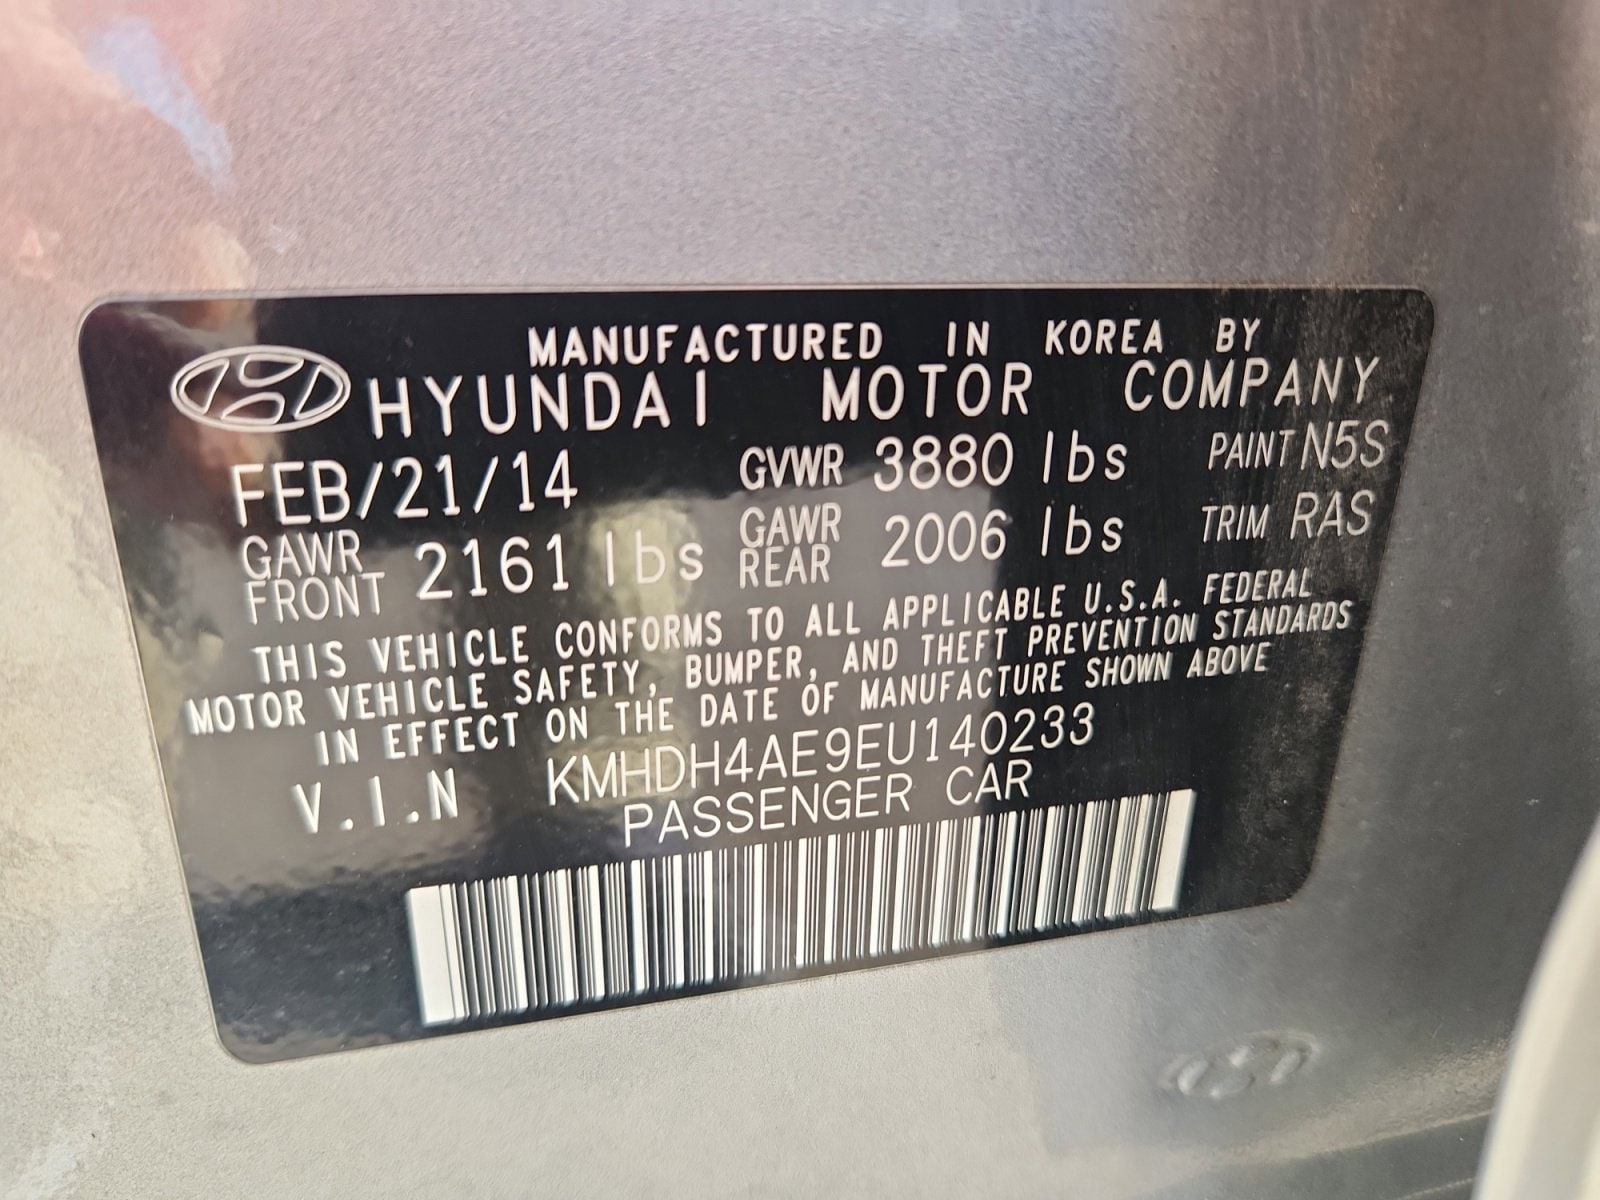 MANUFACTURED IN KOREA BY
HYUNDAI MOTOR COMPANY
FEB/21/14 GVWR 3880 lbs PAINT N5S
GAWR FRONT 2161 lbs GAWR REAR 2006 lbs TRIM RAS
THIS VEHICLE CONFORMS TO ALL APPLICABLE U.S.A. FEDERAL
MOTOR VEHICLE SAFETY, BUMPER, AND THEFT PREVENTION STANDARDS
IN EFFECT ON THE DATE OF MANUFACTURE SHOWN ABOVE
V.I.N KMHDH4AE9EU140233
PASSENGER CAR